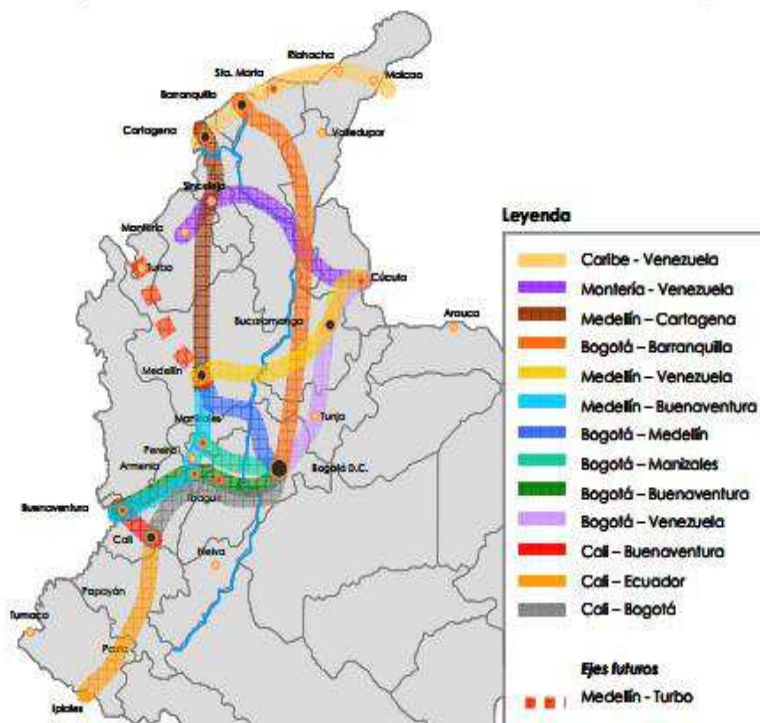 Riohacha
Sta. Marta
Maicao
Barranquilla
Cartagena
Valledupar
Sincelejo
Montería
Turbo
Cúcuta
Bucaramanga
Arauca
Medellín
Manizales
Tunja
Pereira
Armenia
Bogotá D.C.
Ibagué
Buenaventura
Cali
Neiva
Popayán
Tumaco
Pasto
Ipiales
Leyenda
Caribe - Venezuela
Montería - Venezuela
Medellín – Cartagena
Bogotá – Barranquilla
Medellín – Venezuela
Medellín – Buenaventura
Bogotá – Medellín
Bogotá – Manizales
Bogotá – Buenaventura
Bogotá – Venezuela
Cali – Buenaventura
Cali – Ecuador
Cali – Bogotá
Ejes futuros
Medellín - Turbo